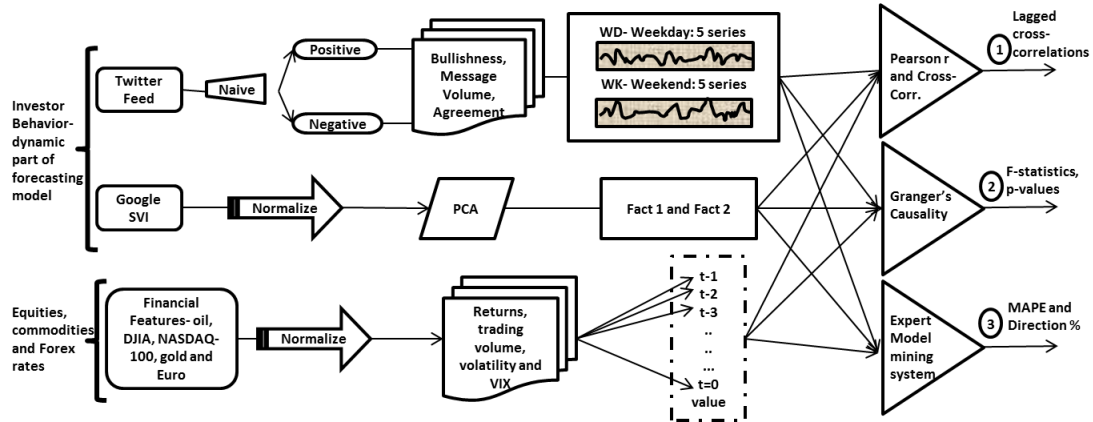 Investor
Behavior-
dynamic
part of
forecasting
model
Twitter
Feed
Naive
Positive
Negative
Bullishness,
Message
Volume,
Agreement
WD- Weekday: 5 series
WK- Weekend: 5 series
Google
SVI
Normalize
PCA
Fact 1 and Fact 2
Equities,
commodities
and Forex
rates
Financial
Features- oil,
DJIA, NASDAQ-
100, gold and
Euro
Normalize
Returns,
trading
volume,
volatility and
VIX
t-1
t-2
t-3
..
..
...
t=0
value
Pearson r
and Cross-
Corr.
1
Lagged
cross-
correlations
Granger's
Causality
2
F-statistics,
p-values
Expert
Model
mining
system
3
MAPE and
Direction %